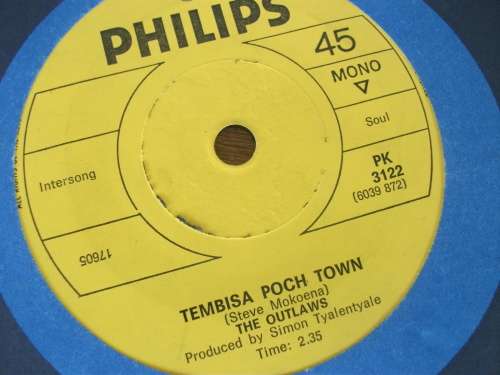 PHILIPS
45
MONO
Intersong
Soul
PK
3122
(6039 872)
17605
TEMBISA POCH TOWN
(Steve Mokoena)
THE OUTLAWS
Produced by Simon Tyalentyale
Time: 2.35